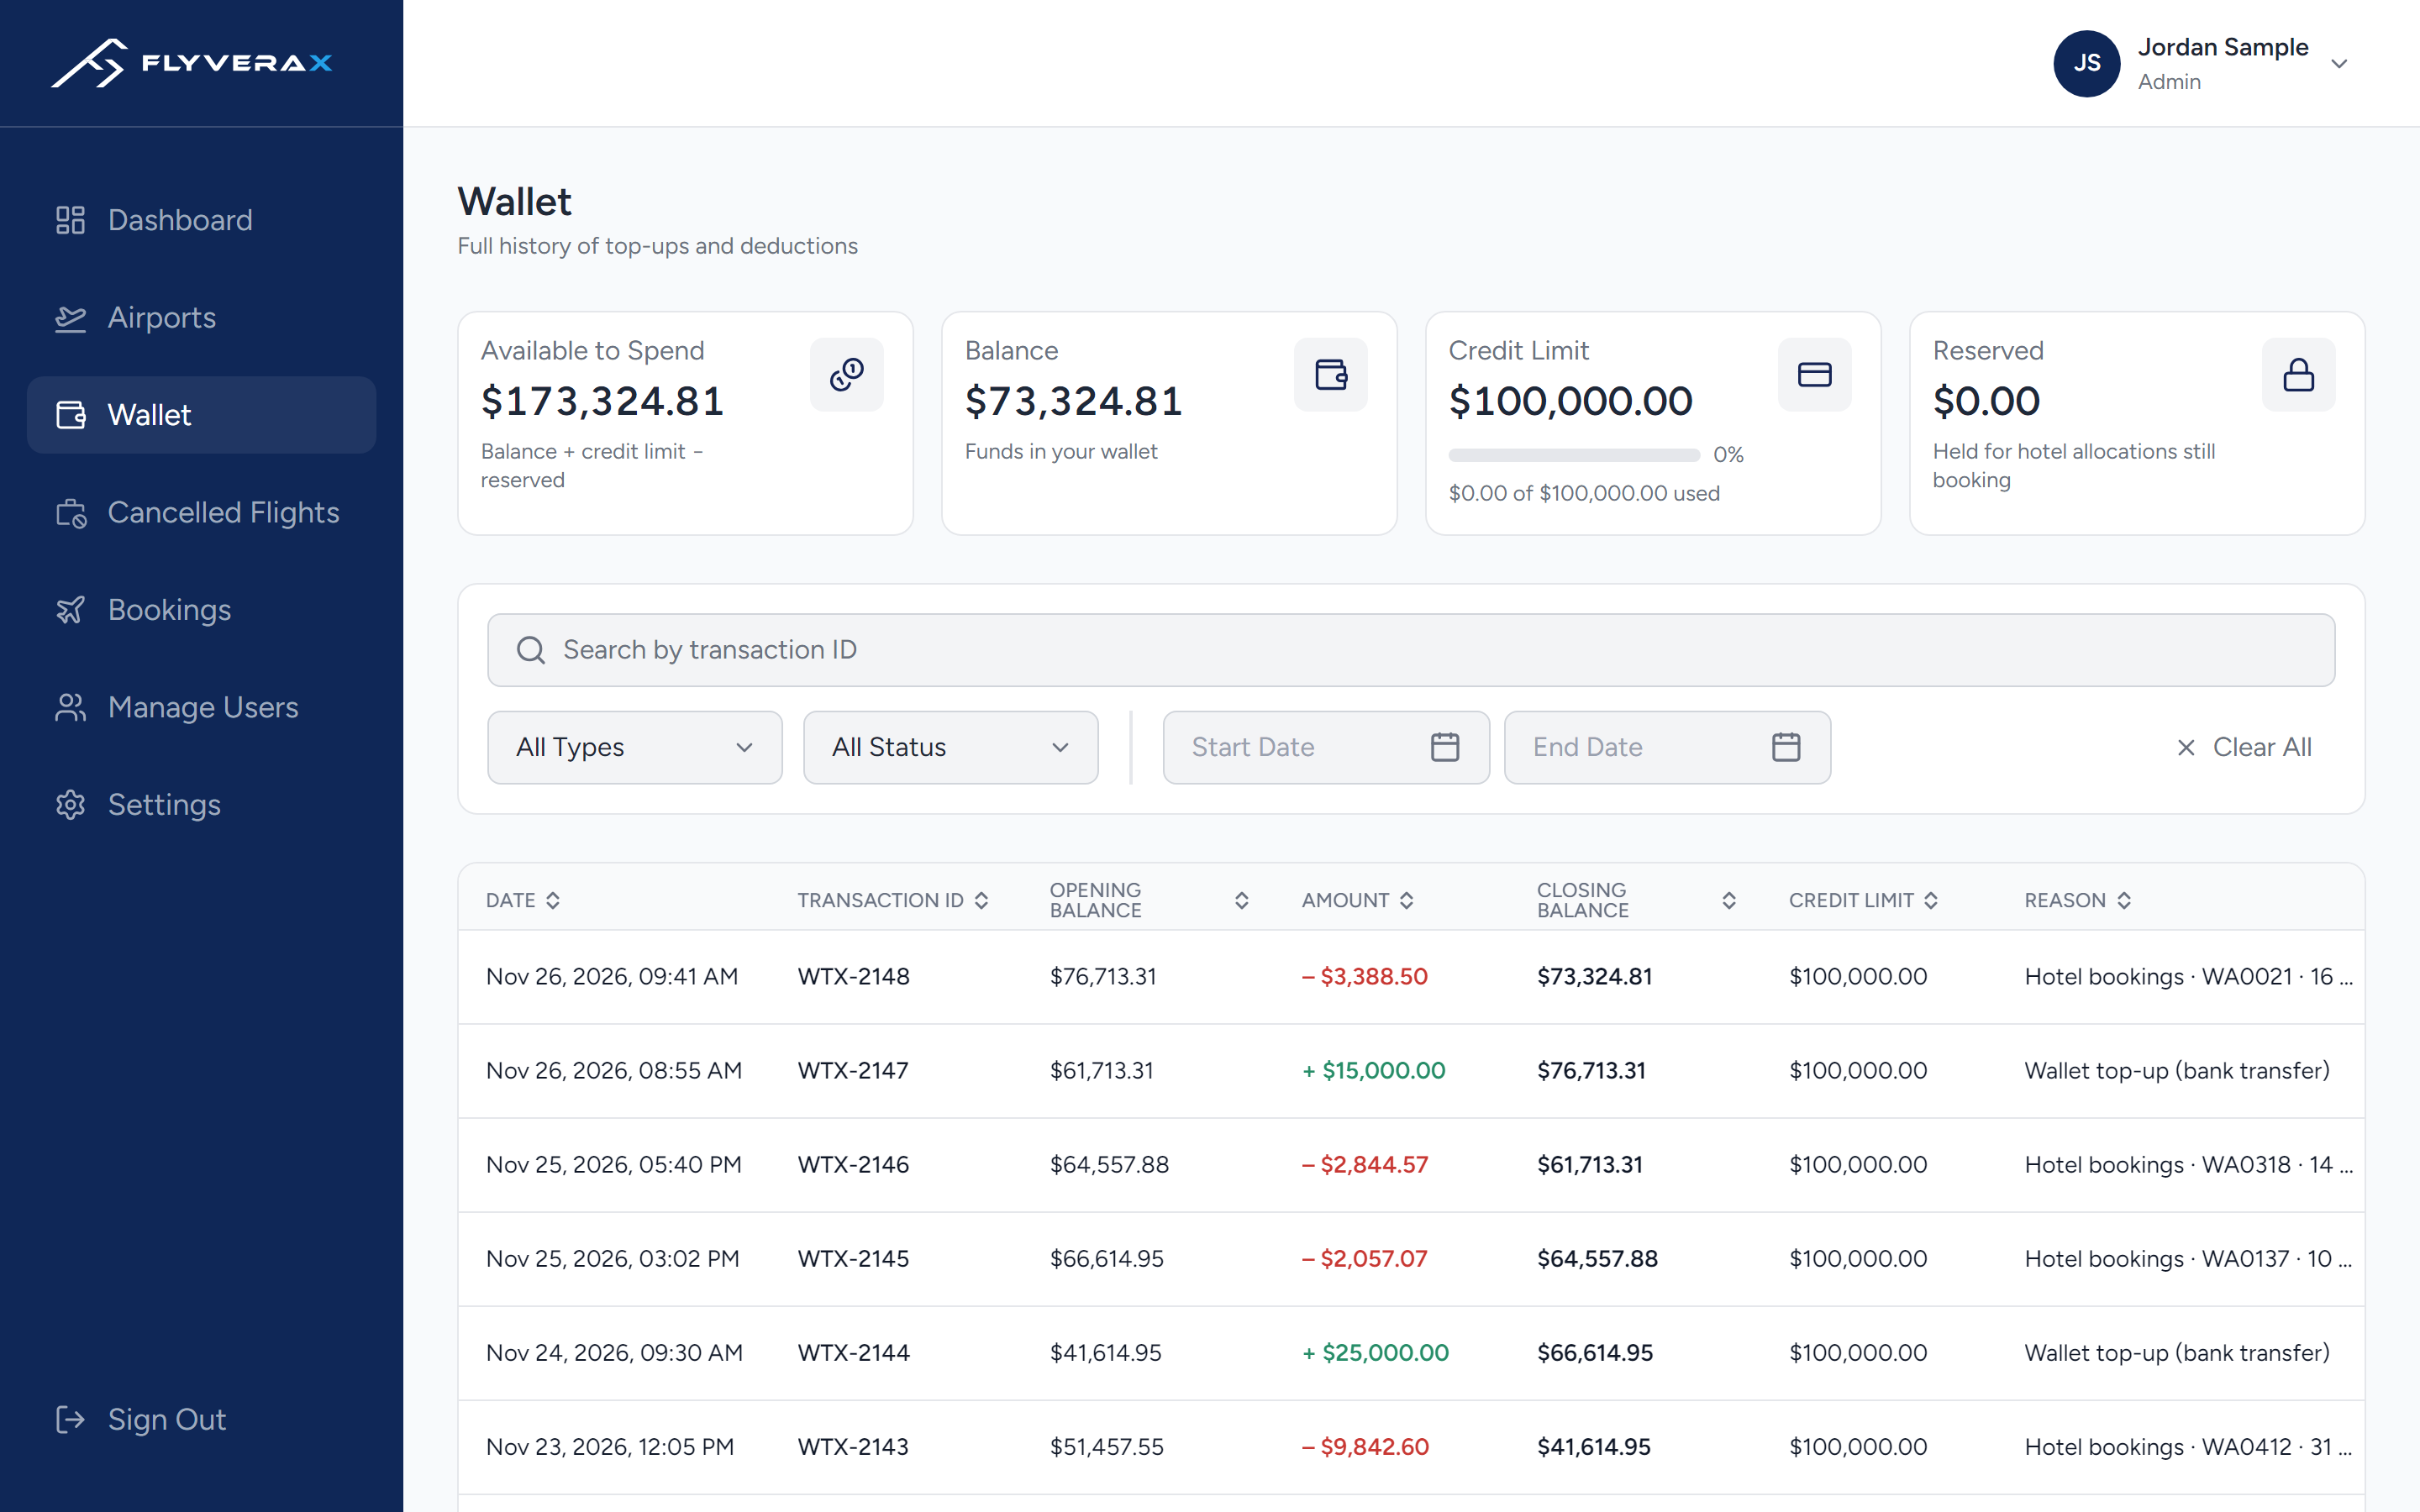 FLYVERAX
JS
Jordan Sample
Admin
Dashboard
Airports
Wallet
Cancelled Flights
Bookings
Manage Users
Settings
Sign Out
Wallet
Full history of top-ups and deductions
Available to Spend
$173,324.81
Balance + credit limit −
reserved
Balance
$73,324.81
Funds in your wallet
Credit Limit
$100,000.00
0%
$0.00 of $100,000.00 used
Reserved
$0.00
Held for hotel allocations still
booking
Search by transaction ID
All Types
All Status
Start Date
End Date
Clear All
DATE TRANSACTION ID OPENING BALANCE AMOUNT CLOSING BALANCE CREDIT LIMIT REASON
Nov 26, 2026, 09:41 AM WTX-2148 $76,713.31 – $3,388.50 $73,324.81 $100,000.00 Hotel bookings · WA0021 · 16 ...
Nov 26, 2026, 08:55 AM WTX-2147 $61,713.31 + $15,000.00 $76,713.31 $100,000.00 Wallet top-up (bank transfer)
Nov 25, 2026, 05:40 PM WTX-2146 $64,557.88 – $2,844.57 $61,713.31 $100,000.00 Hotel bookings · WA0318 · 14 ...
Nov 25, 2026, 03:02 PM WTX-2145 $66,614.95 – $2,057.07 $64,557.88 $100,000.00 Hotel bookings · WA0137 · 10 ...
Nov 24, 2026, 09:30 AM WTX-2144 $41,614.95 + $25,000.00 $66,614.95 $100,000.00 Wallet top-up (bank transfer)
Nov 23, 2026, 12:05 PM WTX-2143 $51,457.55 – $9,842.60 $41,614.95 $100,000.00 Hotel bookings · WA0412 · 31 ...